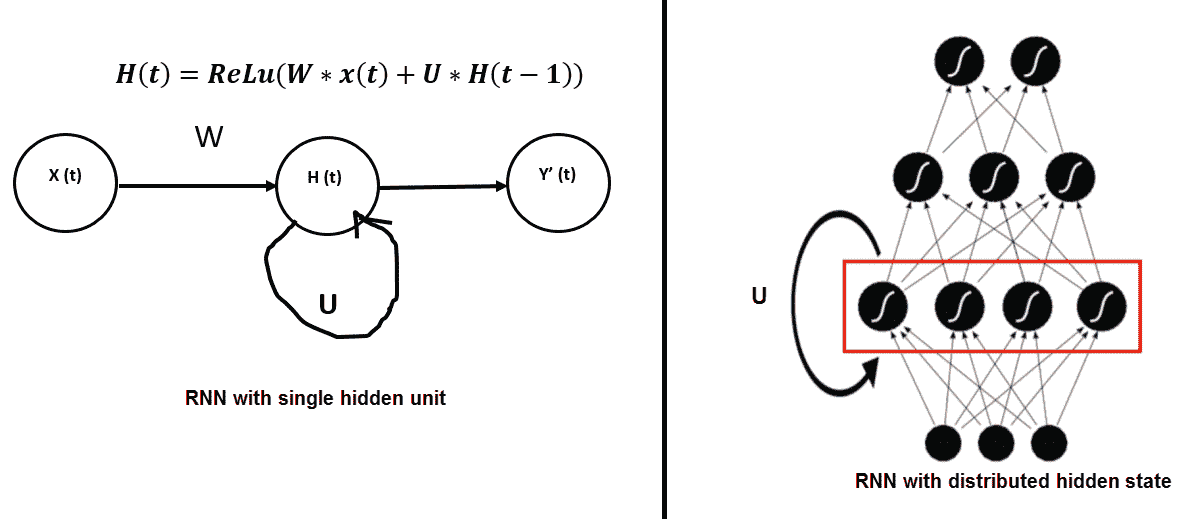 H(t) = ReLu(W * x(t) + U * H(t − 1))
W
X (t)
H (t)
Y' (t)
U
RNN with single hidden unit
U
RNN with distributed hidden state